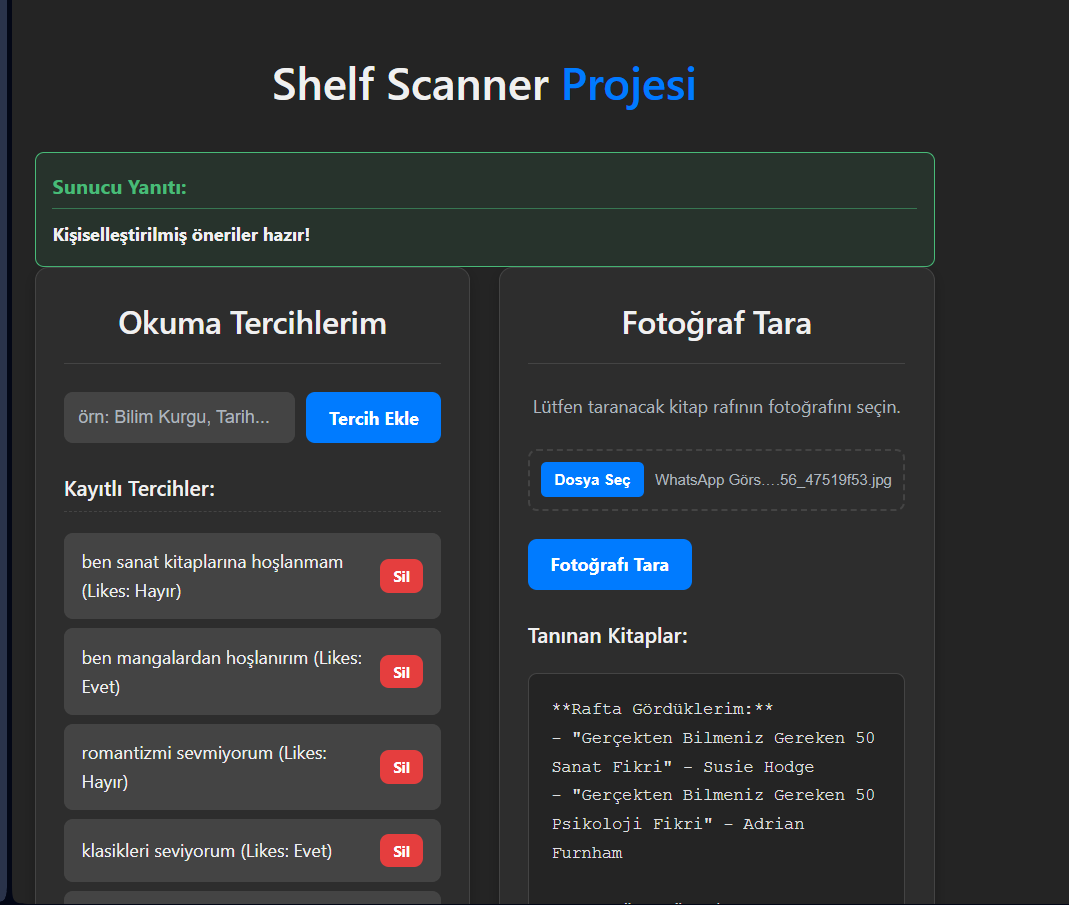 Shelf Scanner Projesi
Sunucu Yanıtı:
Kişiselleştirilmiş öneriler hazır!
Okuma Tercihlerim
örn: Bilim Kurgu, Tarih...
Tercih Ekle
Kayıtlı Tercihler:
ben sanat kitaplarına hoşlanmam
(Likes: Hayır)
Sil
ben mangalardan hoşlanırım (Likes:
Evet)
Sil
romantizmi sevmiyorum (Likes:
Hayır)
Sil
klasikleri seviyorum (Likes: Evet)
Sil
Fotoğraf Tara
Lütfen taranacak kitap rafının fotoğrafını seçin.
Dosya Seç
WhatsApp Görs....56_47519f53.jpg
Fotoğrafı Tara
Tanınan Kitaplar:
**Rafta Gördüklerim:**
- "Gerçekten Bilmeniz Gereken 50
Sanat Fikri" - Susie Hodge
- "Gerçekten Bilmeniz Gereken 50
Psikoloji Fikri" - Adrian
Furnham